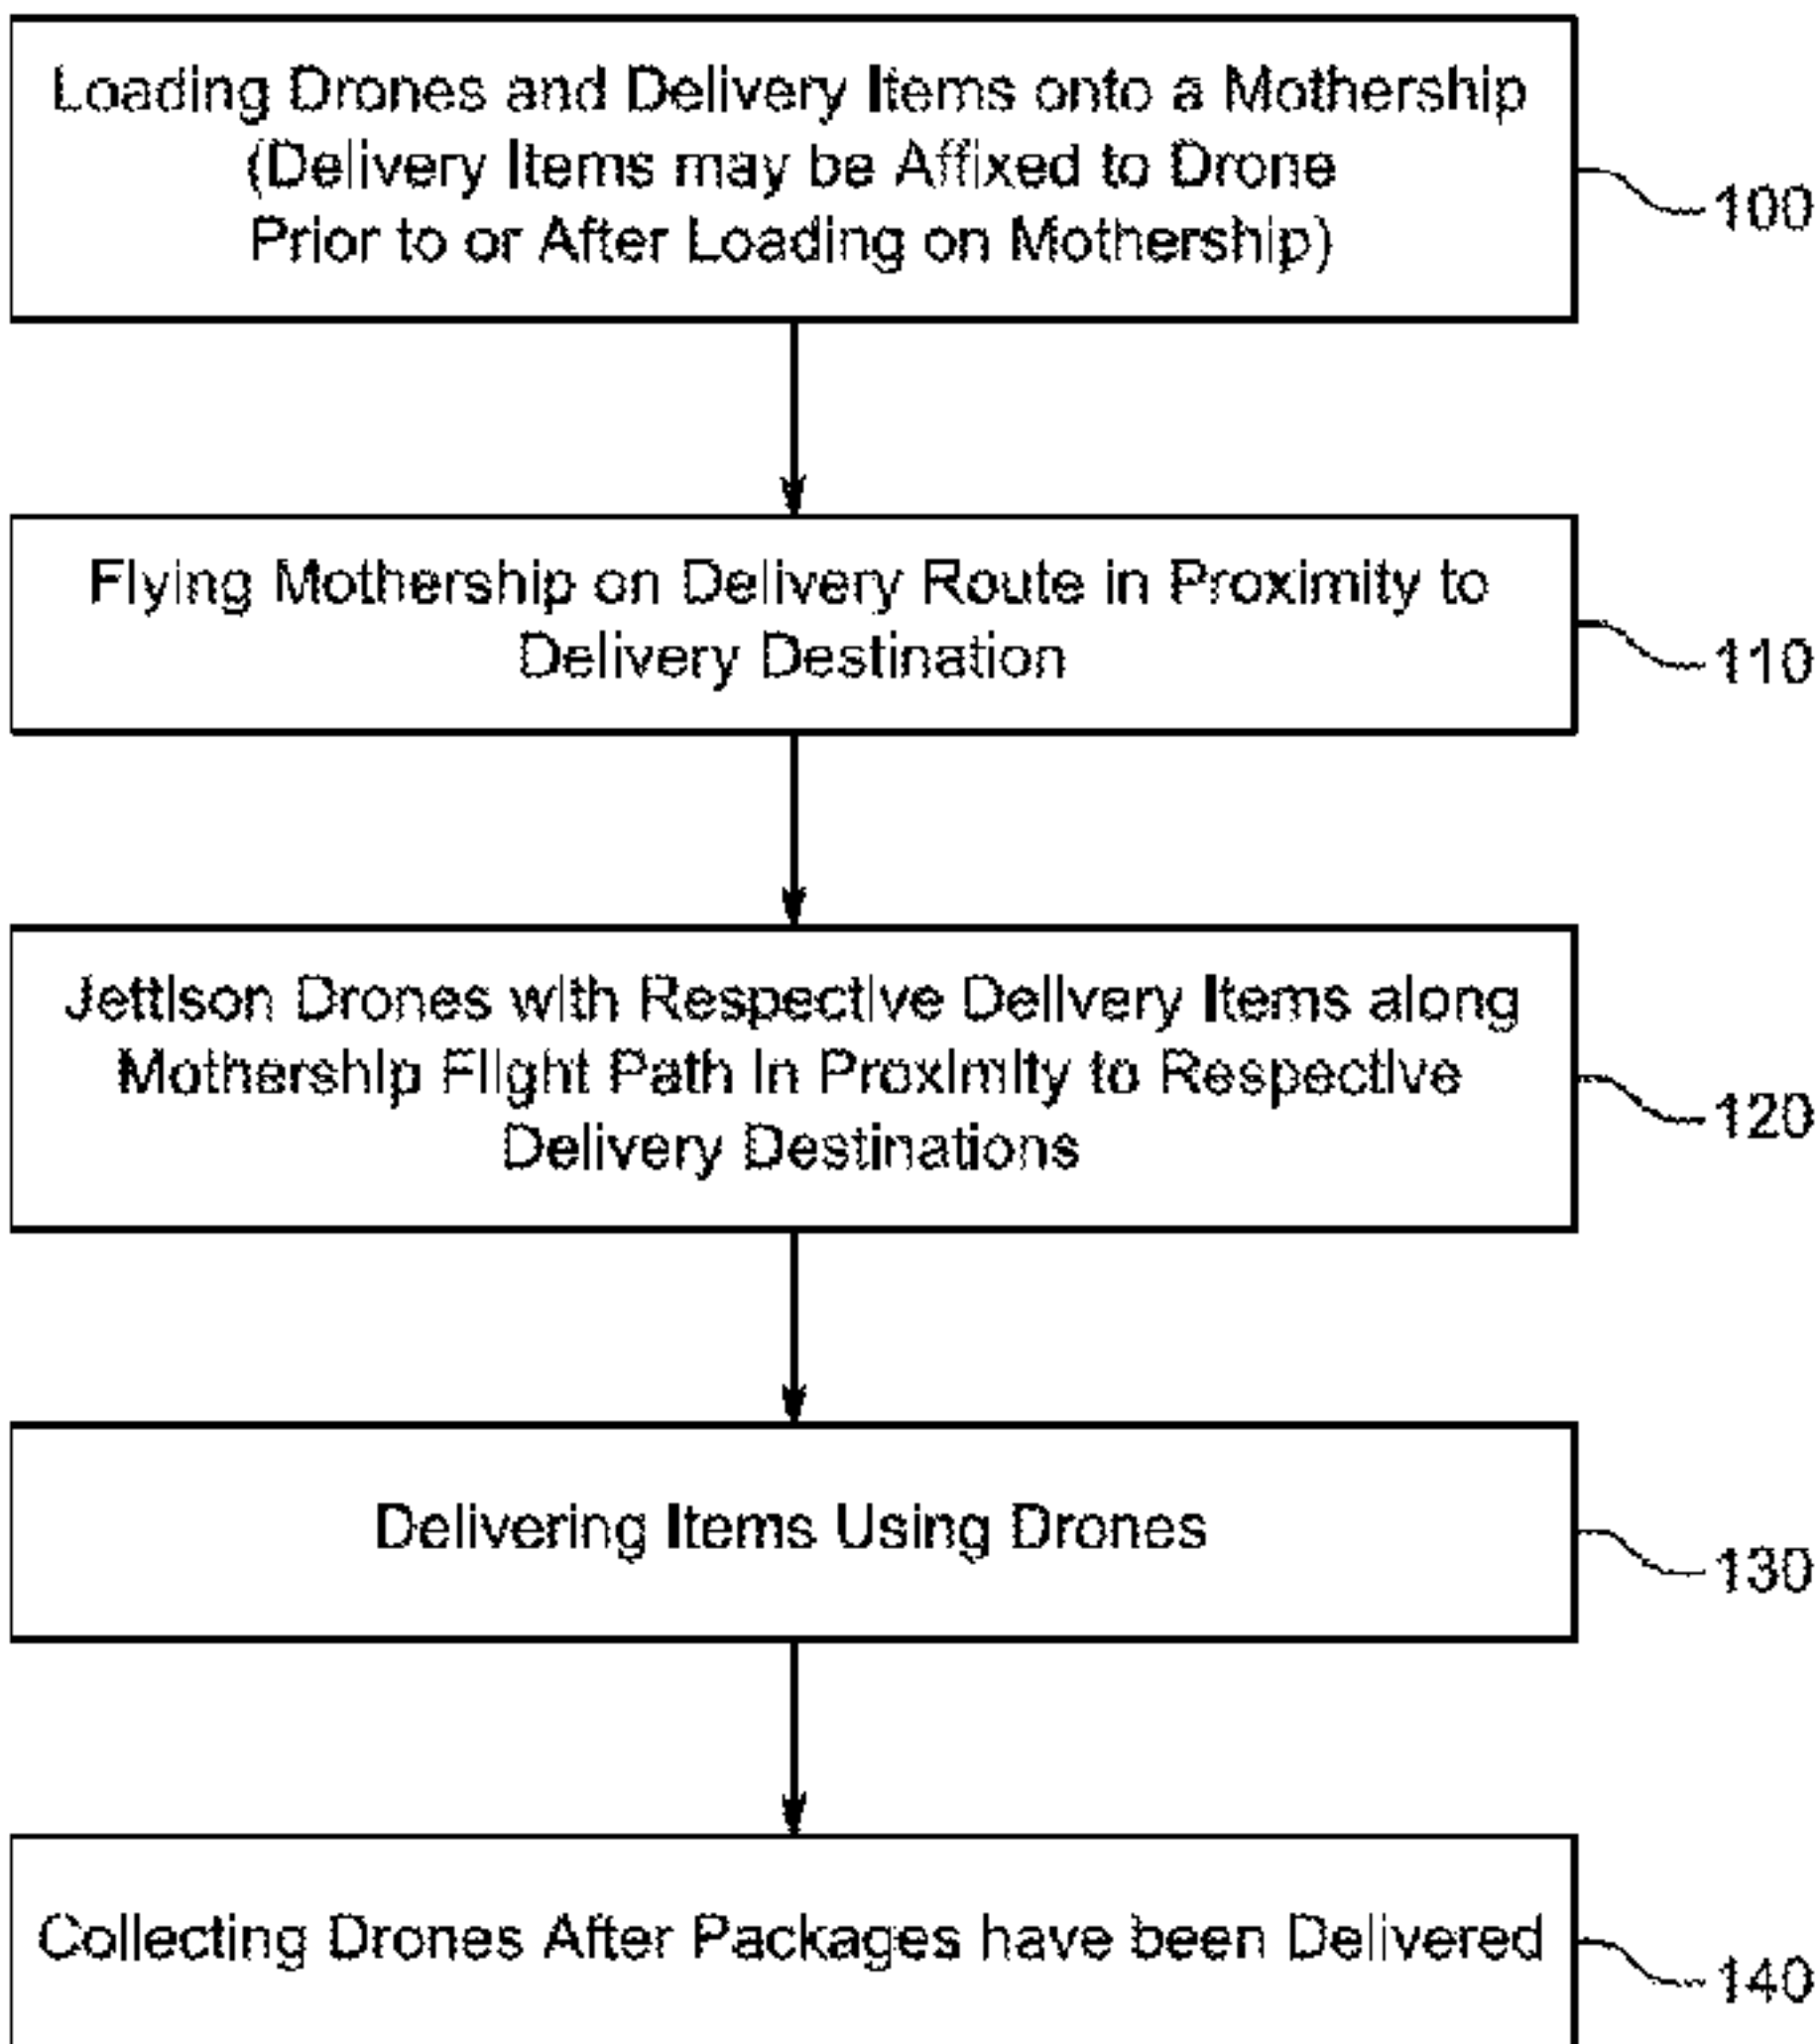 Loading Drones and Delivery Items onto a Mothership
(Delivery Items may be Affixed to Drone
Prior to or After Loading on Mothership)
100
Flying Mothership on Delivery Route in Proximity to
Delivery Destination
110
Jettison Drones with Respective Delivery Items along
Mothership Flight Path in Proximity to Respective
Delivery Destinations
120
Delivering Items Using Drones
130
Collecting Drones After Packages have been Delivered
140